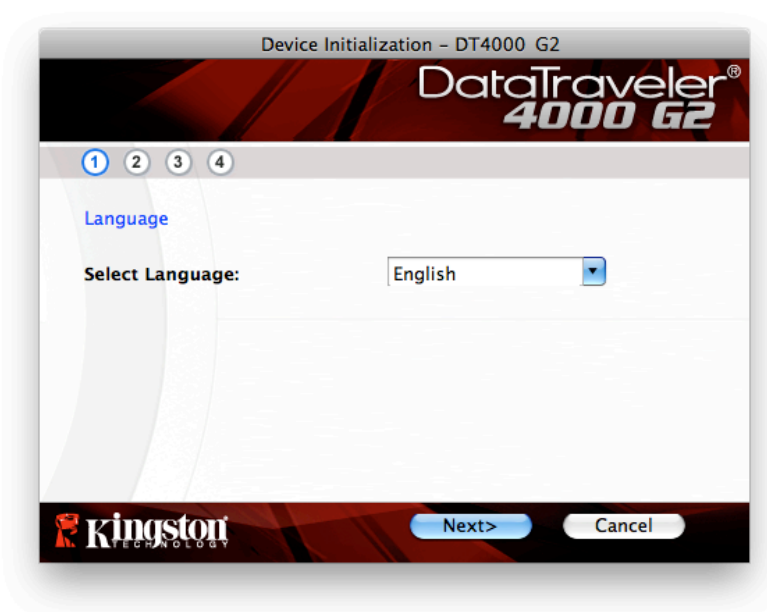 Device Initialization – DT4000 G2
DataTraveler®
4000 G2
1 2 3 4
Language
Select Language: English
Kingston
TECHNOLOGY
Next> Cancel